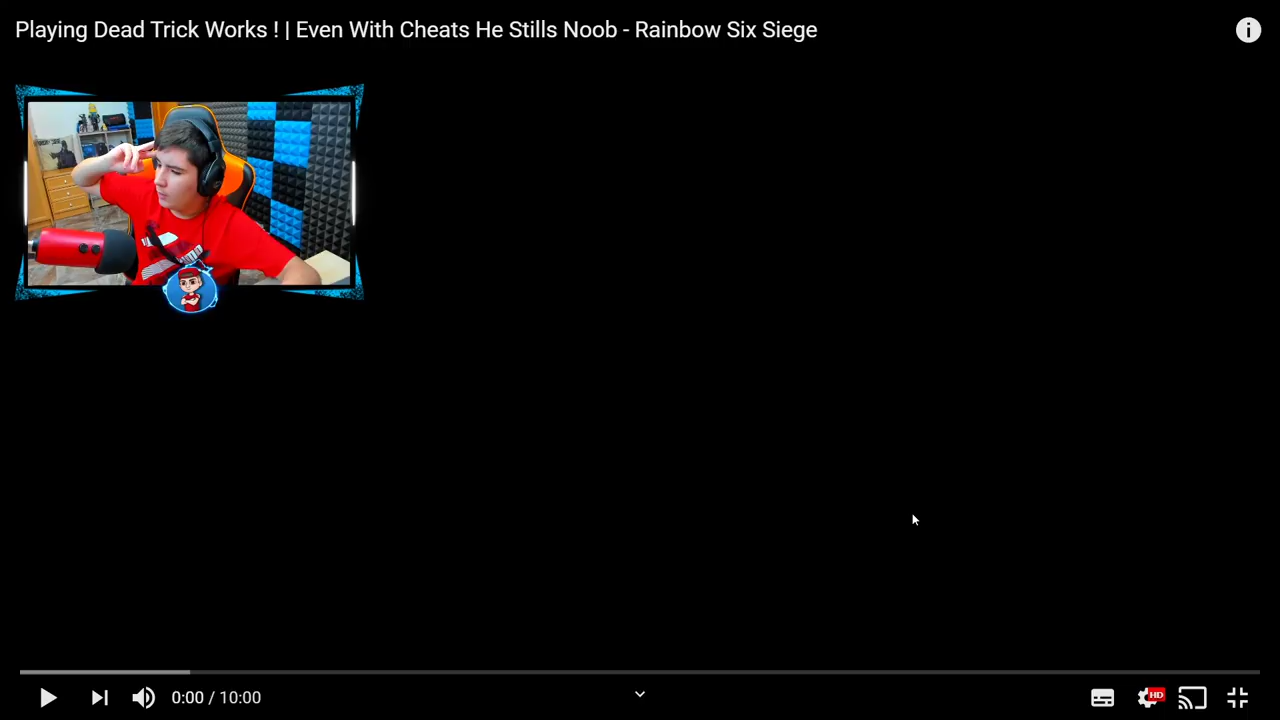 Playing Dead Trick Works ! | Even With Cheats He Stills Noob - Rainbow Six Siege
0:00 / 10:00
HD